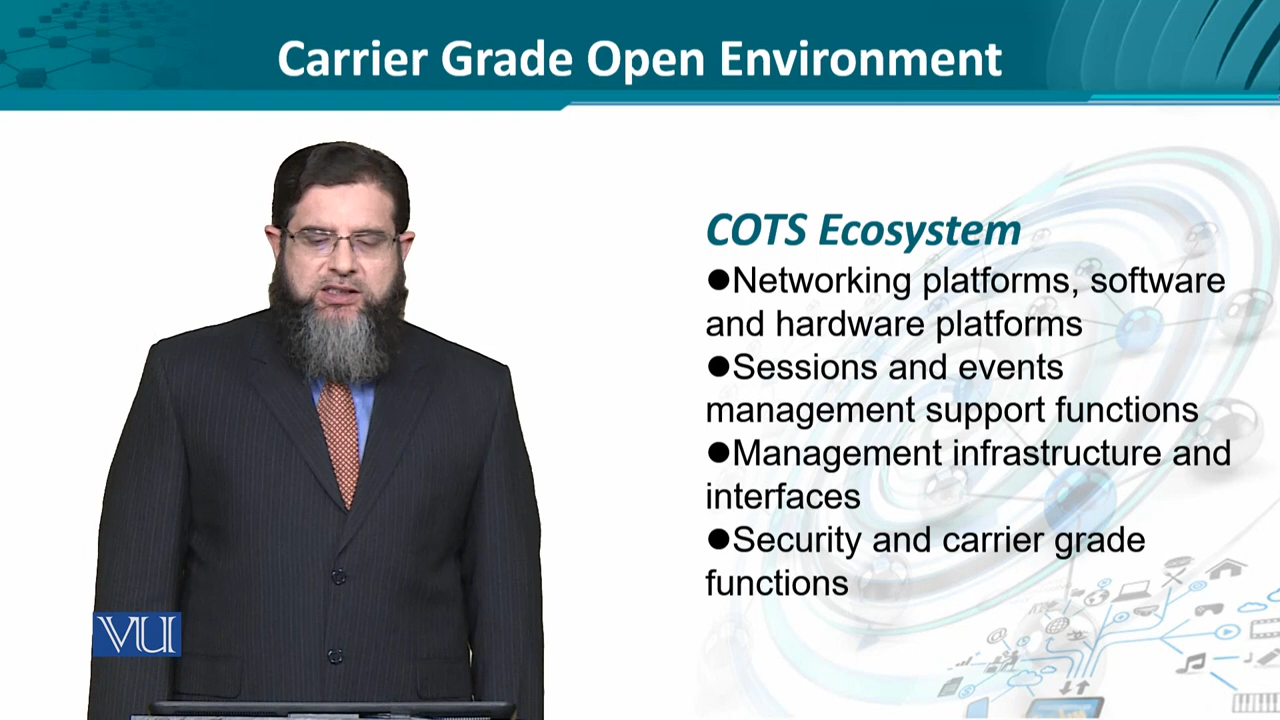 Carrier Grade Open Environment
COTS Ecosystem
●Networking platforms, software
and hardware platforms
●Sessions and events
management support functions
●Management infrastructure and
interfaces
●Security and carrier grade
functions
VU